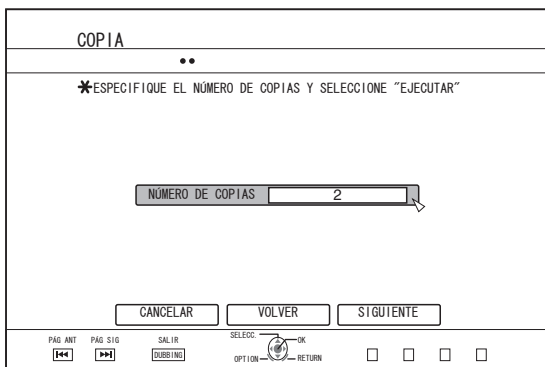 COPIA
✱ESPECIFIQUE EL NÚMERO DE COPIAS Y SELECCIONE “EJECUTAR”
NÚMERO DE COPIAS 2
CANCELAR VOLVER SIGUIENTE
PÁG ANT PÁG SIG SALIR SELECC. OK
DUBBING OPTION RETURN